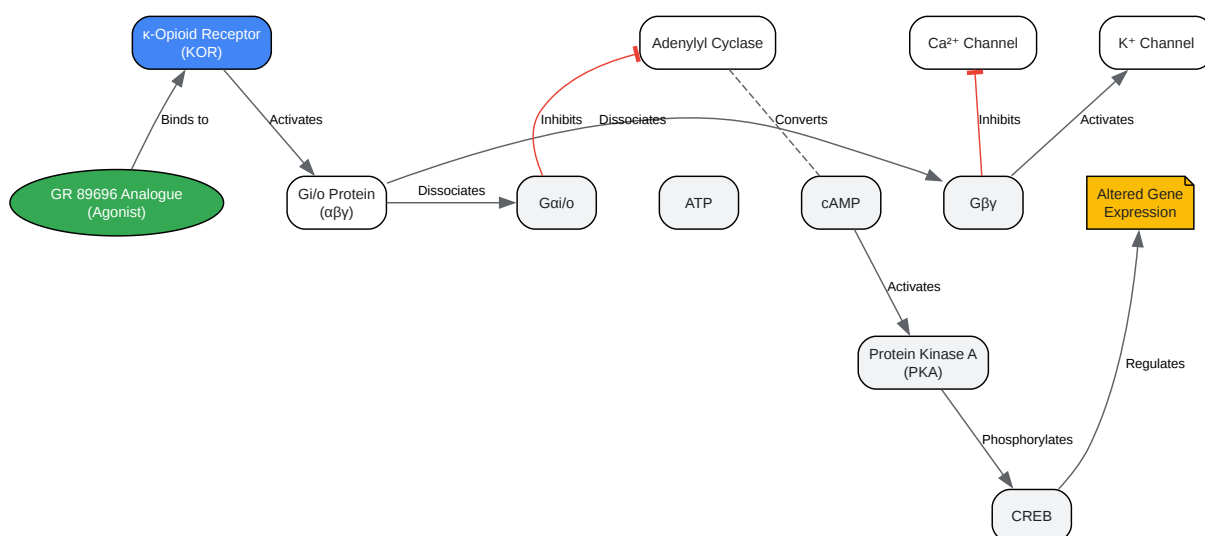 κ-Opioid Receptor
(KOR)
Adenylyl Cyclase
Ca²⁺ Channel
K⁺ Channel
Binds to
Activates
Inhibits
Dissociates
Converts
Inhibits
Activates
GR 89696 Analogue
(Agonist)
Gi/o Protein
(αβγ)
Dissociates
Gαi/o
ATP
cAMP
Gβγ
Altered Gene
Expression
Activates
Protein Kinase A
(PKA)
Regulates
Phosphorylates
CREB